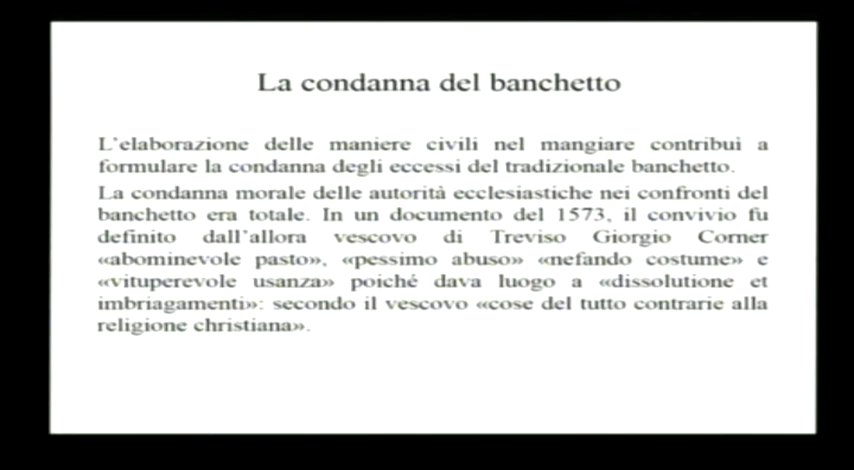 La condanna del banchetto
L'elaborazione delle maniere civili nel mangiare contribuì a
formulare la condanna degli eccessi del tradizionale banchetto.
La condanna morale delle autorità ecclesiastiche nei confronti del
banchetto era totale. In un documento del 1573, il convivio fu
definito dall'allora vescovo di Treviso Giorgio Corner
«abominevole pasto», «pessimo abuso» «nefando costume» e
«vituperevole usanza» poiché dava luogo a «dissolutione et
imbriagamenti»: secondo il vescovo «cose del tutto contrarie alla
religione christiana».